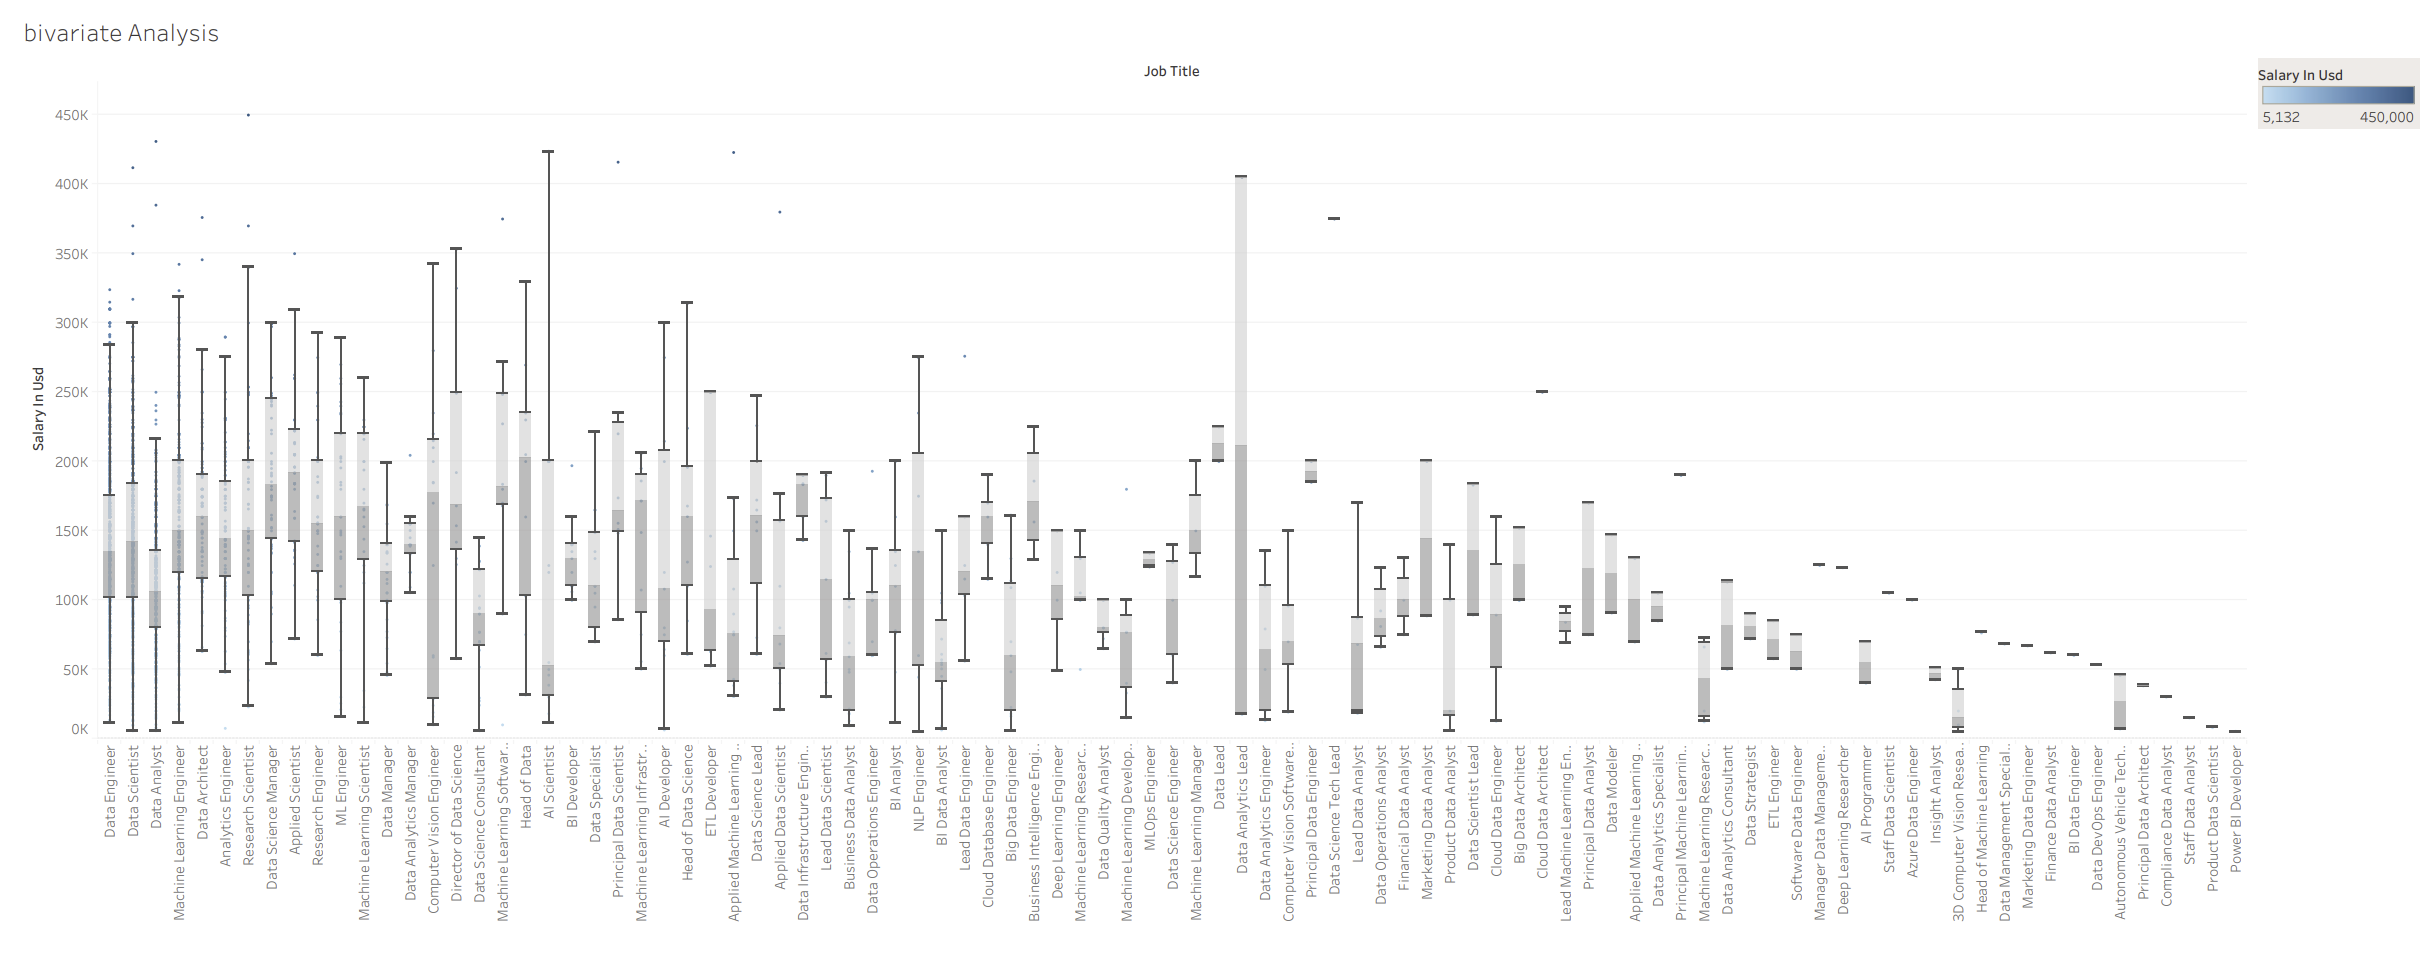 bivariate Analysis
Job Title
Salary In Usd
5,132 450,000
Salary In Usd
450K
400K
350K
300K
250K
200K
150K
100K
50K
0K
Data Engineer
Data Scientist
Data Analyst
Machine Learning Engineer
Data Architect
Analytics Engineer
Research Scientist
Data Science Manager
Applied Scientist
Research Engineer
ML Engineer
Machine Learning Scientist
Data Manager
Data Analytics Manager
Computer Vision Engineer
Director of Data Science
Data Science Consultant
Machine Learning Softwar..
Head of Data
AI Scientist
BI Developer
Data Specialist
Principal Data Scientist
Machine Learning Infrastr..
AI Developer
Head of Data Science
ETL Developer
Applied Machine Learning ..
Data Science Lead
Applied Data Scientist
Data Infrastructure Engin..
Lead Data Scientist
Business Data Analyst
Data Operations Engineer
BI Analyst
NLP Engineer
BI Data Analyst
Lead Data Engineer
Cloud Database Engineer
Big Data Engineer
Business Intelligence Engi..
Deep Learning Engineer
Machine Learning Researc..
Data Quality Analyst
Machine Learning Develop..
MLOps Engineer
Data Science Engineer
Machine Learning Manager
Data Lead
Data Analytics Lead
Data Analytics Engineer
Computer Vision Software..
Principal Data Engineer
Data Science Tech Lead
Lead Data Analyst
Data Operations Analyst
Financial Data Analyst
Marketing Data Analyst
Product Data Analyst
Data Scientist Lead
Cloud Data Engineer
Big Data Architect
Cloud Data Architect
Lead Machine Learning En..
Principal Data Analyst
Data Modeler
Applied Machine Learning ..
Data Analytics Specialist
Principal Machine Learnin..
Machine Learning Researc..
Data Analytics Consultant
Data Strategist
ETL Engineer
Software Data Engineer
Manager Data Manageme..
Deep Learning Researcher
AI Programmer
Staff Data Scientist
Azure Data Engineer
Insight Analyst
3D Computer Vision Resea..
Head of Machine Learning
Data Management Special..
Marketing Data Engineer
Finance Data Analyst
BI Data Engineer
Data DevOps Engineer
Autonomous Vehicle Tech..
Principal Data Architect
Compliance Data Analyst
Staff Data Analyst
Product Data Scientist
Power BI Developer